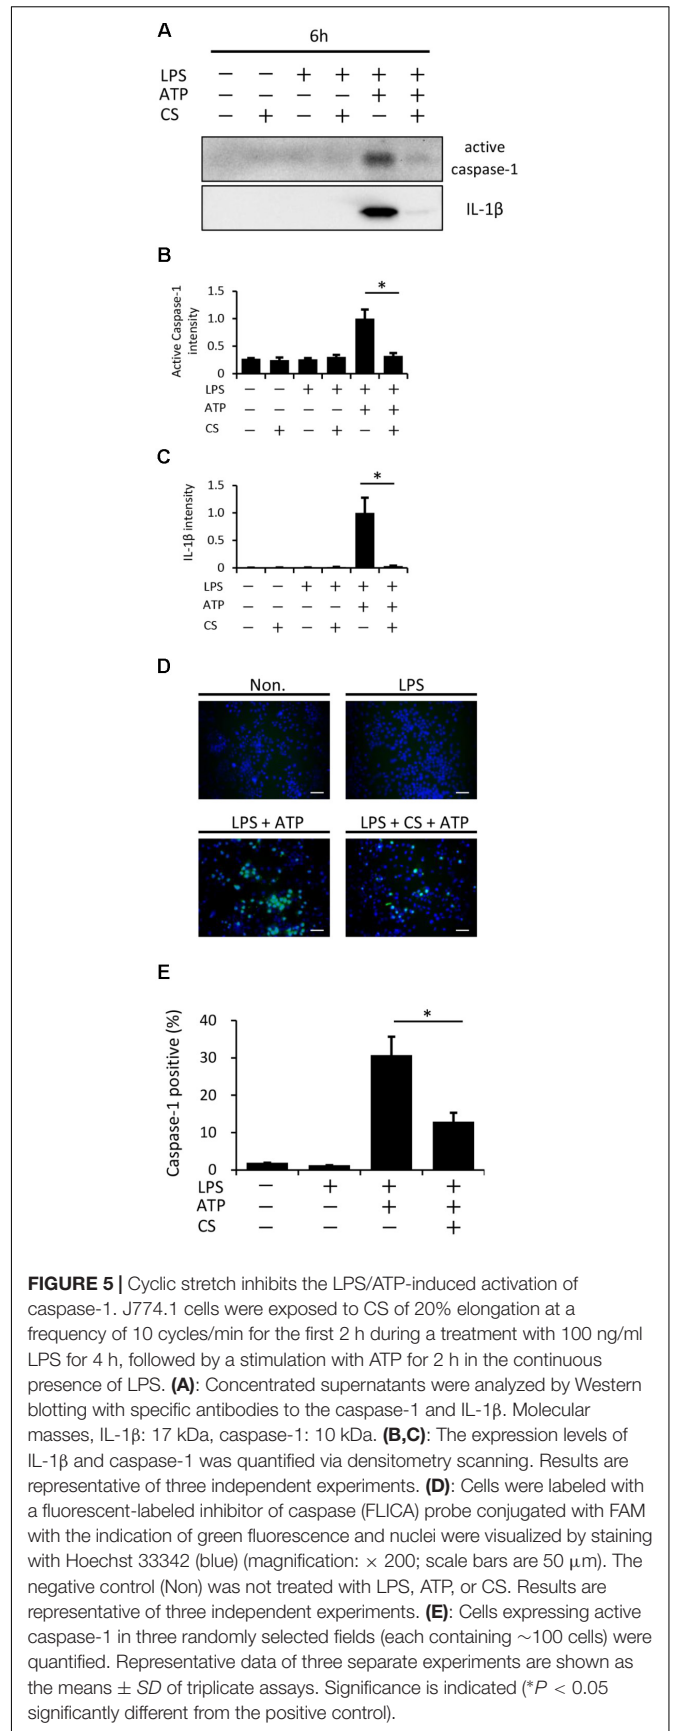 A
6h
LPS − − + + + +
ATP − − − − + +
CS − + − + − +
active
caspase-1
IL-1β
B
Active Caspase-1
intensity
1.5
1.0
0.5
0
*
LPS − − + + + +
ATP − − − − + +
CS − + − + − +
C
IL-1β intensity
1.5
1.0
0.5
0
*
LPS − − + + + +
ATP − − − − + +
CS − + − + − +
D
Non. LPS
LPS + ATP LPS + CS + ATP
E
Caspase-1 positive (%)
40
30
20
10
0
*
LPS − + + +
ATP − − + +
CS − − − +
FIGURE 5 | Cyclic stretch inhibits the LPS/ATP-induced activation of
caspase-1. J774.1 cells were exposed to CS of 20% elongation at a
frequency of 10 cycles/min for the first 2 h during a treatment with 100 ng/ml
LPS for 4 h, followed by a stimulation with ATP for 2 h in the continuous
presence of LPS. (A): Concentrated supernatants were analyzed by Western
blotting with specific antibodies to the caspase-1 and IL-1β. Molecular
masses, IL-1β: 17 kDa, caspase-1: 10 kDa. (B,C): The expression levels of
IL-1β and caspase-1 was quantified via densitometry scanning. Results are
representative of three independent experiments. (D): Cells were labeled with
a fluorescent-labeled inhibitor of caspase (FLICA) probe conjugated with FAM
with the indication of green fluorescence and nuclei were visualized by staining
with Hoechst 33342 (blue) (magnification: × 200; scale bars are 50 μm). The
negative control (Non) was not treated with LPS, ATP, or CS. Results are
representative of three independent experiments. (E): Cells expressing active
caspase-1 in three randomly selected fields (each containing ∼100 cells) were
quantified. Representative data of three separate experiments are shown as
the means ± SD of triplicate assays. Significance is indicated (*P < 0.05
significantly different from the positive control).